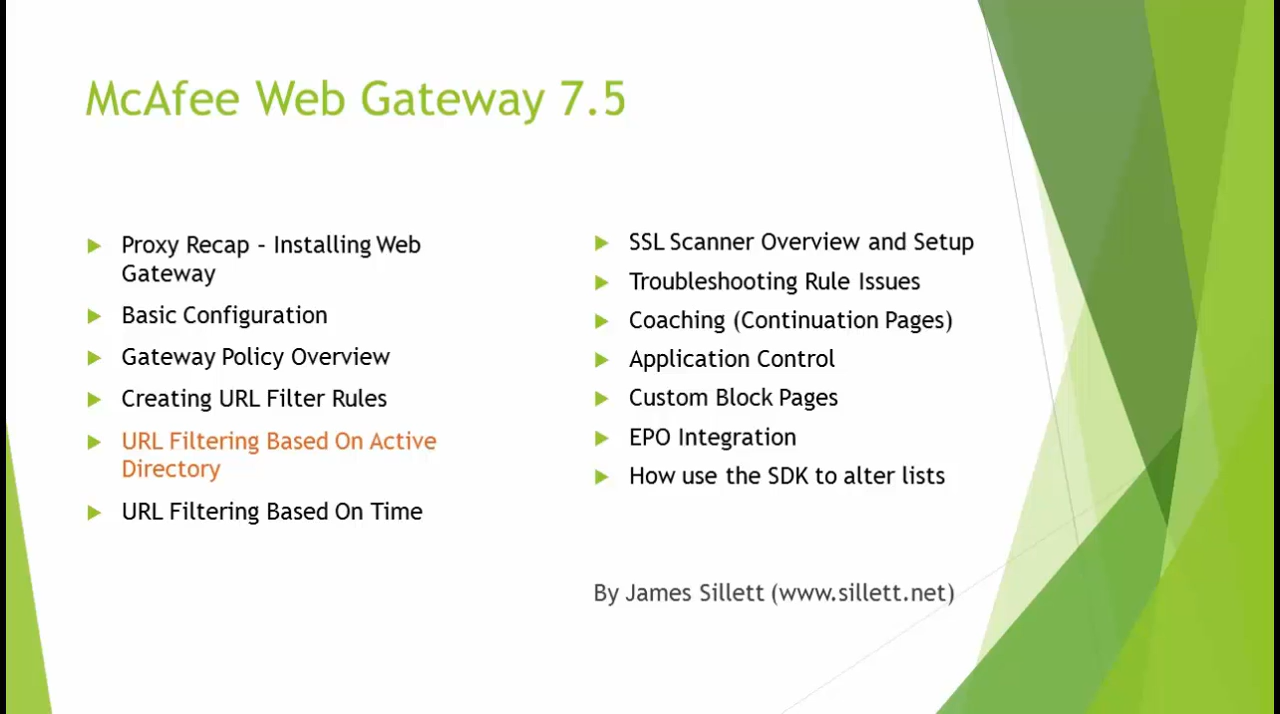 McAfee Web Gateway 7.5
Proxy Recap – Installing Web
Gateway
Basic Configuration
Gateway Policy Overview
Creating URL Filter Rules
URL Filtering Based On Active
Directory
URL Filtering Based On Time
SSL Scanner Overview and Setup
Troubleshooting Rule Issues
Coaching (Continuation Pages)
Application Control
Custom Block Pages
EPO Integration
How use the SDK to alter lists
By James Sillett (www.sillett.net)